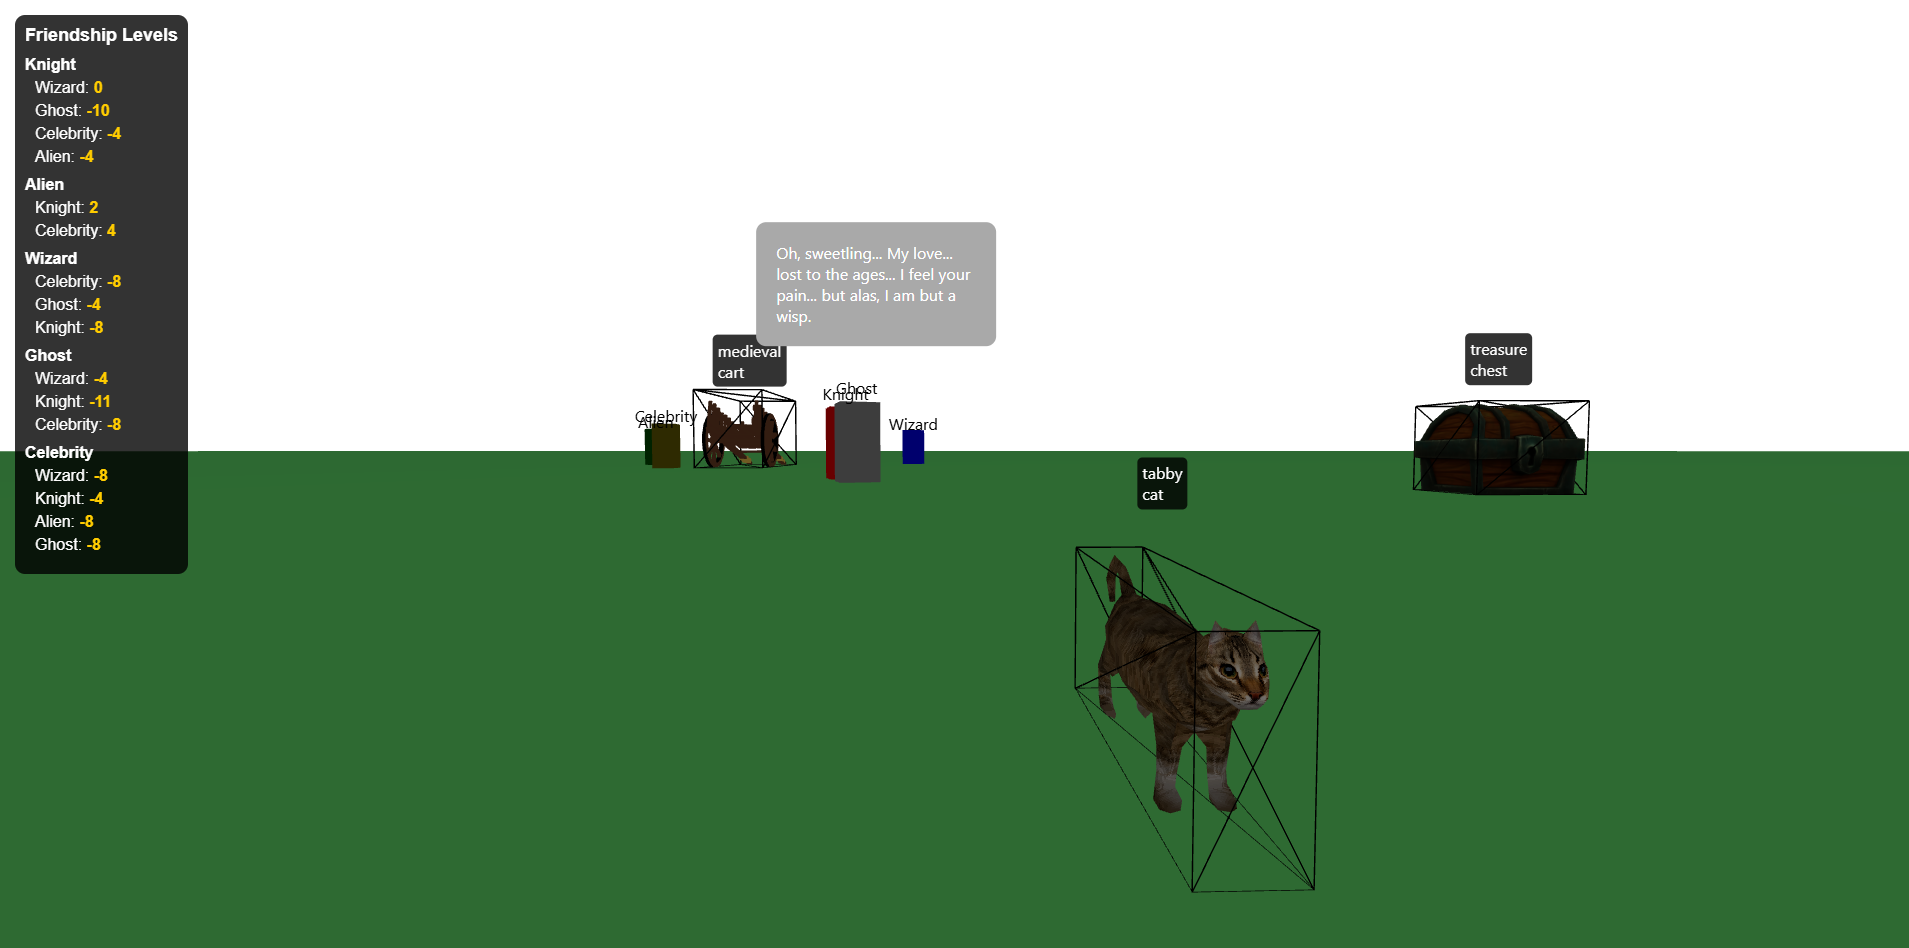 Friendship Levels
Knight
Wizard: 0
Ghost: -10
Celebrity: -4
Alien: -4
Alien
Knight: 2
Celebrity: 4
Wizard
Celebrity: -8
Ghost: -4
Knight: -8
Ghost
Wizard: -4
Knight: -11
Celebrity: -8
Celebrity
Wizard: -8
Knight: -4
Alien: -8
Ghost: -8
Oh, sweetling... My love...
lost to the ages... I feel your
pain... but alas, I am but a
wisp.
medieval
cart
Celebrity
Alien
Ghost
Knight
Wizard
tabby
cat
treasure
chest